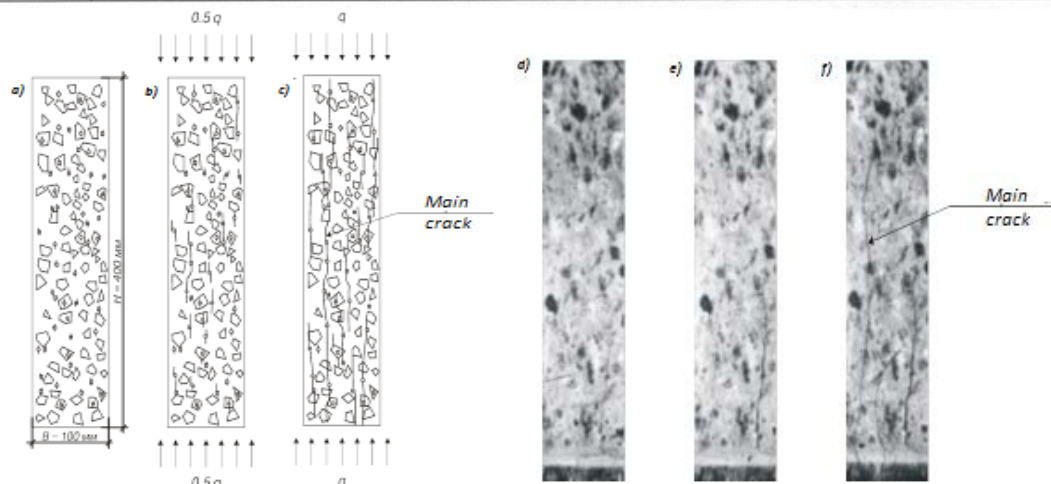 0.5 q
q
a)
b)
c)
d)
e)
f)
Main
crack
Main
crack
H – 400 мм
B – 100 мм
0.5 q
q